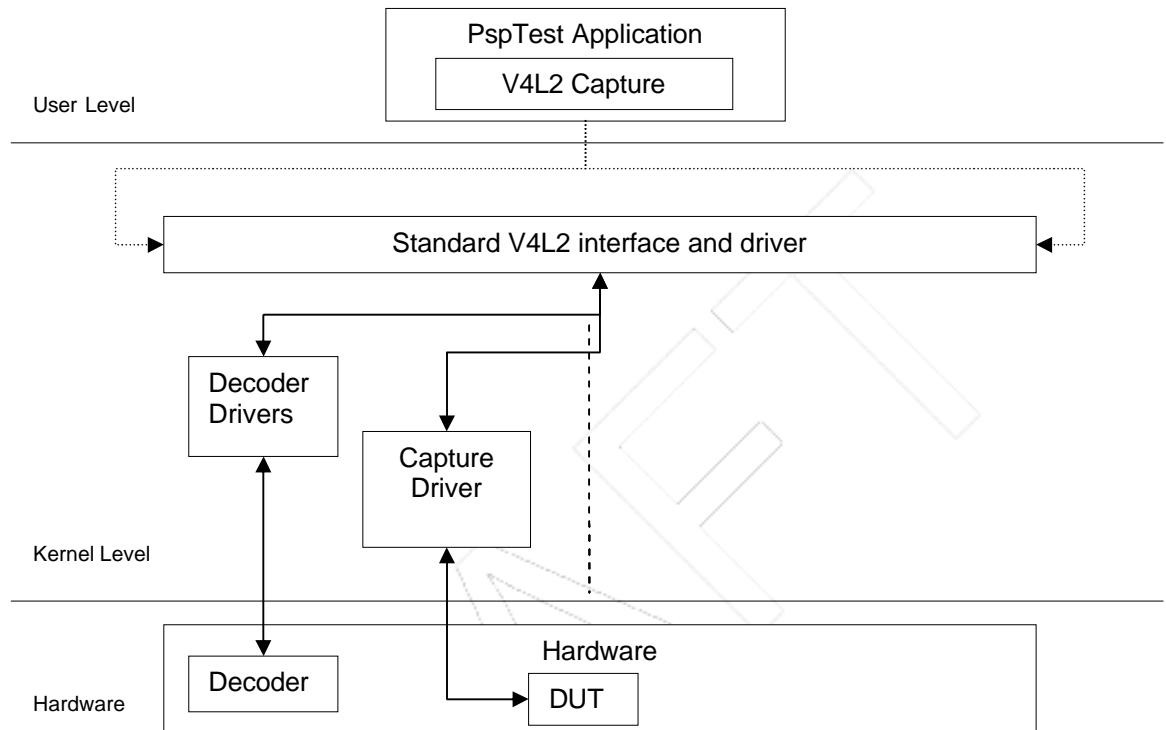 PspTest Application
V4L2 Capture
User Level
Standard V4L2 interface and driver
Decoder
Drivers
Capture
Driver
Kernel Level
Hardware
Decoder
DUT
Hardware